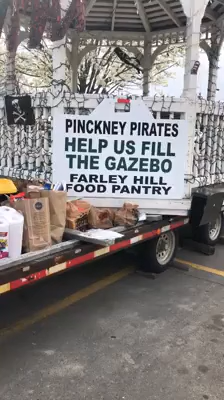 PINCKNEY PIRATES
HELP US FILL
THE GAZEBO
FARLEY HILL
FOOD PANTRY